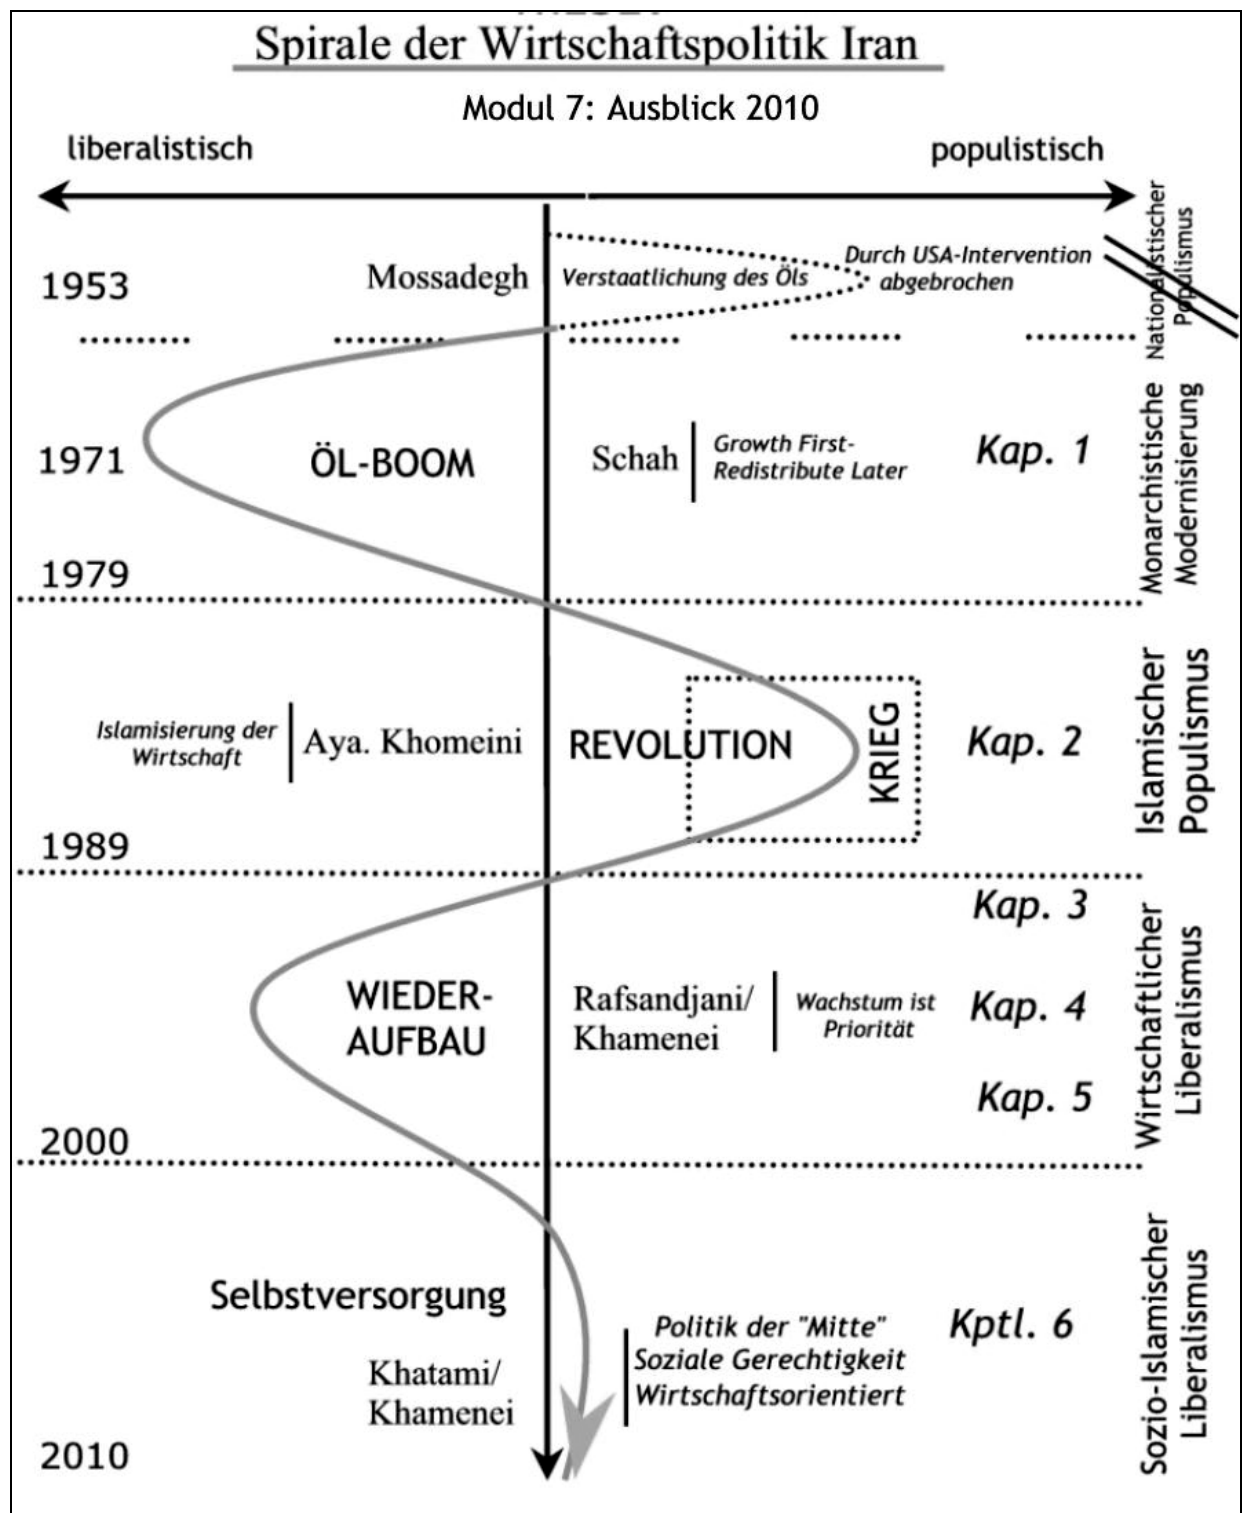 Spirale der Wirtschaftspolitik Iran
Modul 7: Ausblick 2010
liberalistisch
populistisch
1953
Mossadegh
Verstaatlichung des Öls
Durch USA-Intervention
abgebrochen
Nationalistischer
Populismus
1971
ÖL-BOOM
Schah
Growth First-
Redistribute Later
Kap. 1
Monarchistische
Modernisierung
1979
Islamisierung der
Wirtschaft
Aya. Khomeini
REVOLUTION
KRIEG
Kap. 2
Islamischer
Populismus
1989
Kap. 3
WIEDER-
AUFBAU
Rafsandjani/
Khamenei
Wachstum ist
Priorität
Kap. 4
Kap. 5
Wirtschaftlicher
Liberalismus
2000
Selbstversorgung
Khatami/
Khamenei
Politik der "Mitte"
Soziale Gerechtigkeit
Wirtschaftsorientiert
Kptl. 6
Sozio-Islamischer
Liberalismus
2010